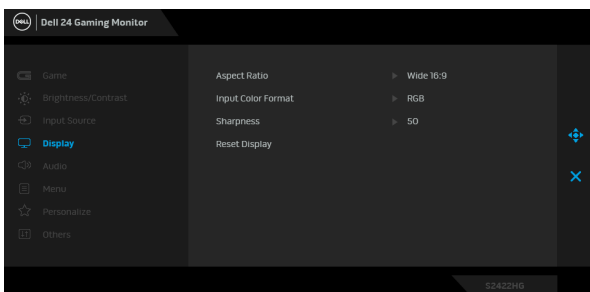 DELL
Dell 24 Gaming Monitor
Game
Brightness/Contrast
Input Source
Display
Audio
Menu
Personalize
Others
Aspect Ratio Wide 16:9
Input Color Format RGB
Sharpness 50
Reset Display
S2422HG